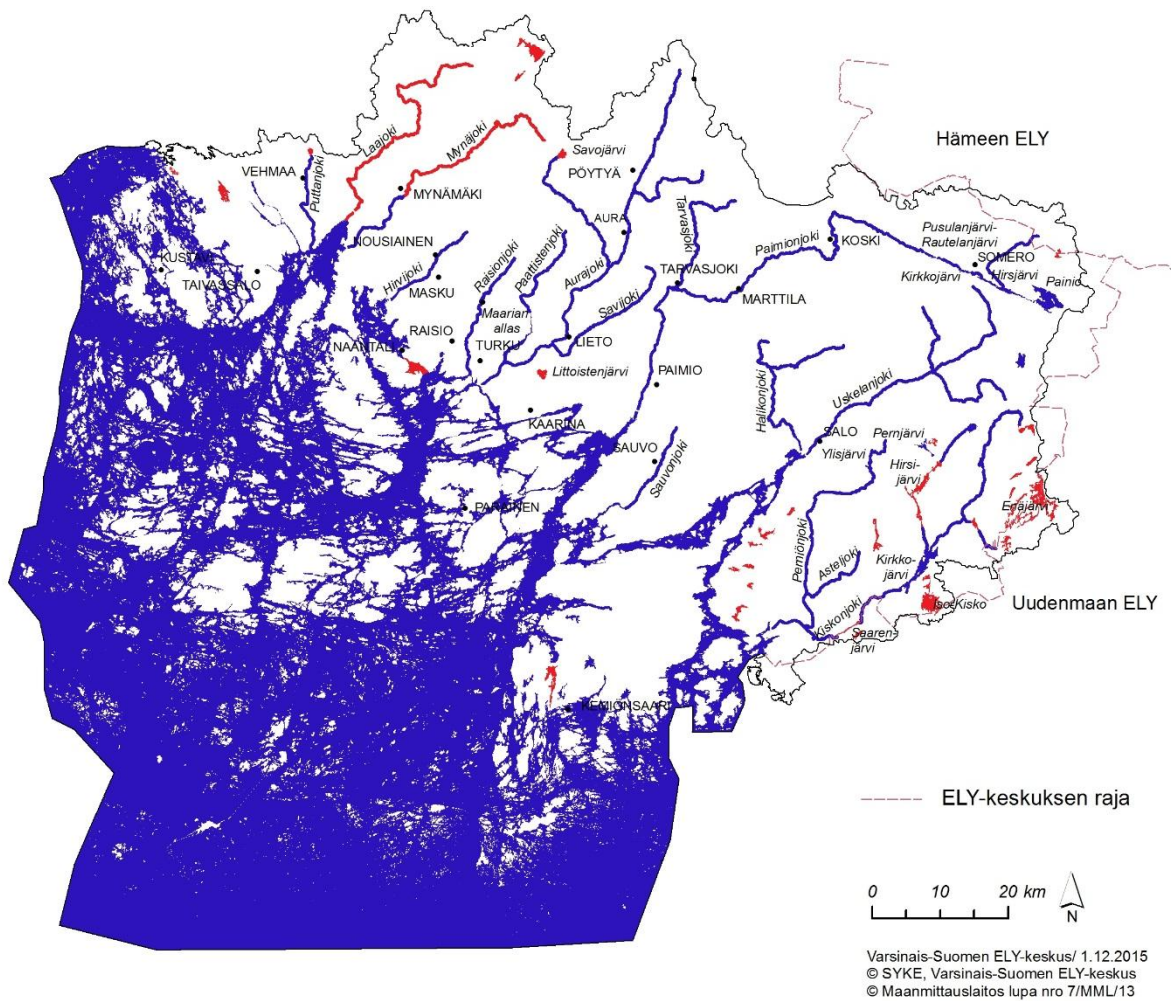 Hämeen ELY
Laajoki
Mynäjoki
Savojärvi
VEHMAA
Puttanjoki
PÖYTYÄ
MYNÄMÄKI
Pusulanjärvi-
Rautelanjärvi
AURA
Tarvasjoki
NOUSIAINEN
KOSKI
Paimionjoki
SOMERO
KUSTAVI
Hirvijoki
Raisionjoki
Paattistenjoki
Aurajoki
TARVASJOKI
Kirkkojärvi
Hirsjärvi
Painio
TAIVASSALO
MASKU
Savijoki
MARTTILA
Maarian
allas
RAISIO
NAANTALI
TURKU
LIETO
Littoistenjärvi
PAIMIO
Halikonjoki
Uskelanjoki
KAARINA
SALO
Pernjärvi
SAUVO
Ylisjärvi
Sauvonjoki
Hirsi-
järvi
PARAINEN
Enäjärvi
Perniönjoki
Asteljoki
Kirkko-
järvi
Kiskonjoki
Iso-Kisko
Uudenmaan ELY
Saaren-
järvi
KEMIÖNSAARI
ELY-keskuksen raja
0 10 20 km
N
Varsinais-Suomen ELY-keskus/ 1.12.2015
© SYKE, Varsinais-Suomen ELY-keskus
© Maanmittauslaitos lupa nro 7/MML/13